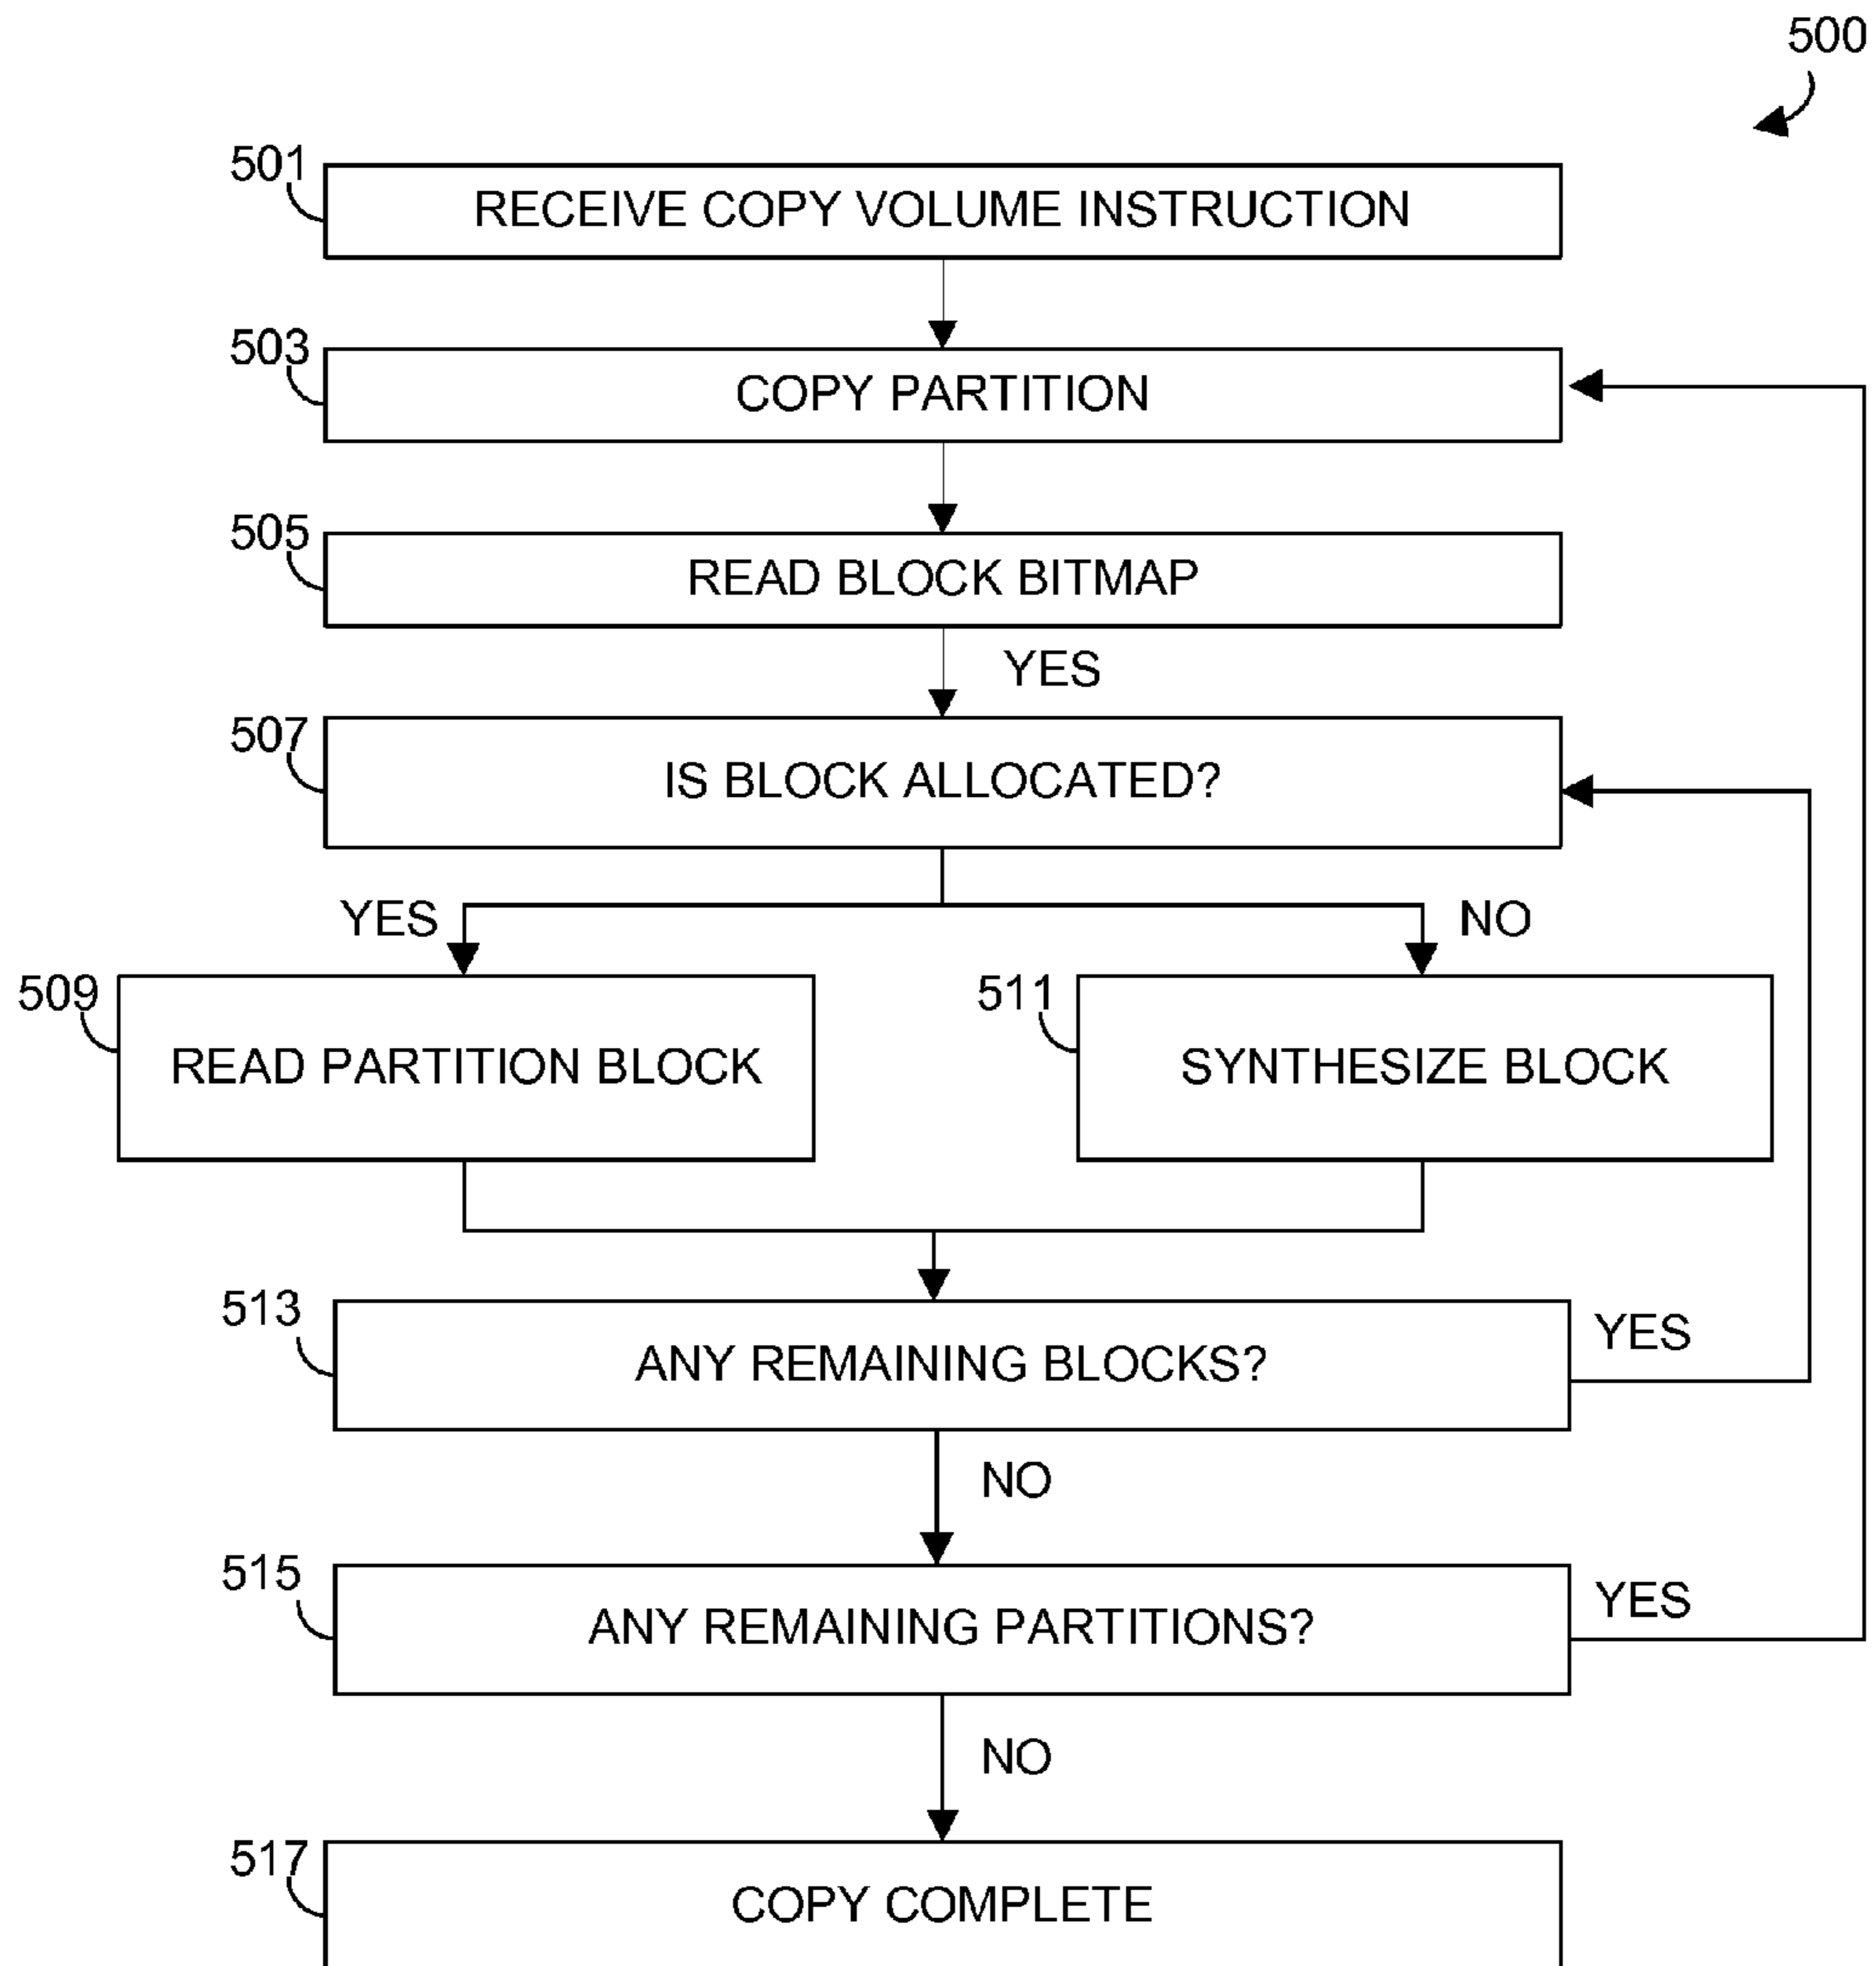 500
501
RECEIVE COPY VOLUME INSTRUCTION
503
COPY PARTITION
505
READ BLOCK BITMAP
YES
507
IS BLOCK ALLOCATED?
YES
NO
509
READ PARTITION BLOCK
511
SYNTHESIZE BLOCK
513
ANY REMAINING BLOCKS?
YES
NO
515
ANY REMAINING PARTITIONS?
YES
NO
517
COPY COMPLETE